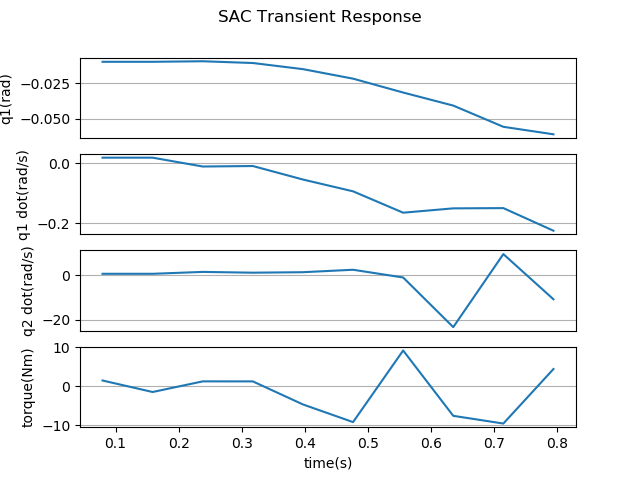 SAC Transient Response
q1(rad)
−0.025
−0.050
q1 dot(rad/s)
0.0
−0.2
q2 dot(rad/s)
0
−20
torque(Nm)
10
0
−10
0.1 0.2 0.3 0.4 0.5 0.6 0.7 0.8
time(s)